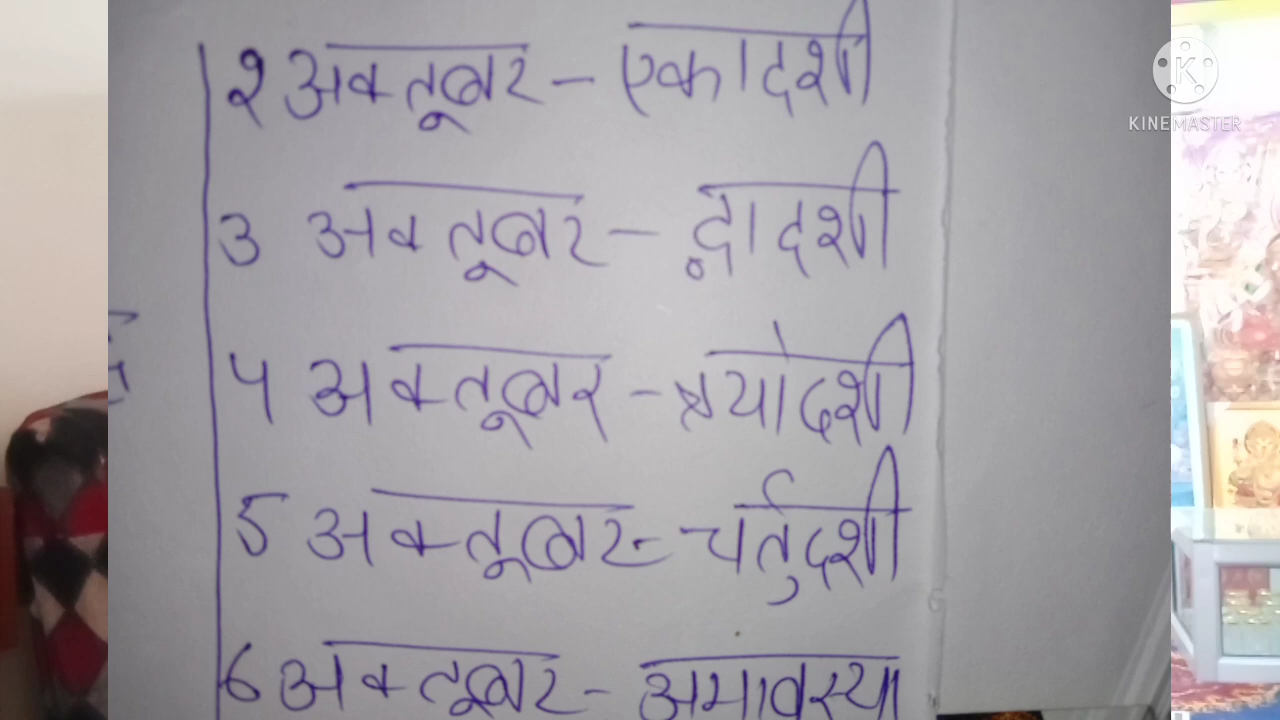 2 अक्तूबर - एकादशी
KINEMASTER
3 अक्तूबर - द्वादशी
4 अक्तूबर - त्रयोदशी
5 अक्तूबर - चर्तुदशी
6 अक्तूबर - अमावस्या